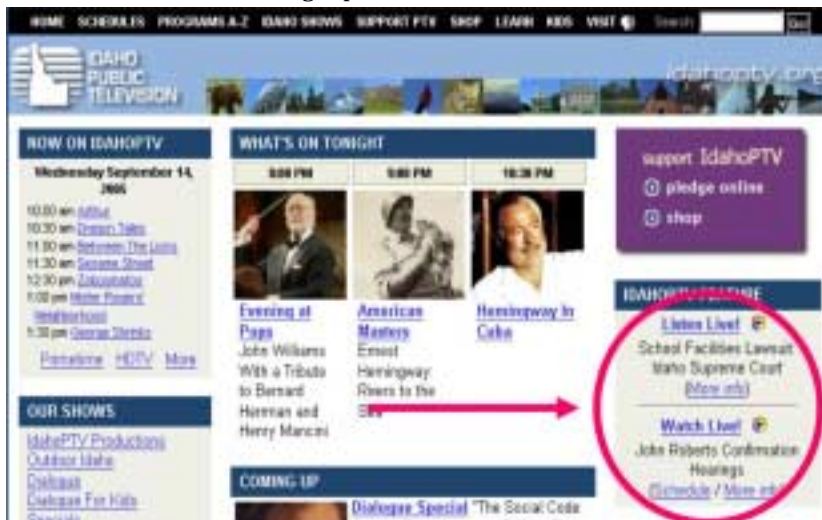 HOME SCHEDULES PROGRAMS A-Z IDAHO SHOWS SUPPORT PTV SHOP LEARN KIDS VISIT Search Go
IDAHO
PUBLIC
TELEVISION
idahoptv.org
NOW ON IDAHOPTV
Wednesday September 14,
10:00 am Arthur
10:30 am Dragon Tales
11:00 am Between The Lions
11:30 am Sesame Street
12:30 pm Zoboomafoo
1:00 pm Mister Rogers'
Neighborhood
1:30 pm George Shrinks
Primetime HDTV More
OUR SHOWS
IdahoPTV Productions
Outdoor Idaho
Dialogue
Dialogue For Kids
Specials
WHAT'S ON TONIGHT
8:00 PM 9:00 PM 10:30 PM
Evening at
Pops
John Williams
With a Tribute
to Bernard
Herrman and
Henry Mancini
American
Masters
Ernest
Hemingway
Rivers to the
Sea
Hemingway In
Cuba
COMING UP
Dialogue Special "The Social Code
support IdahoPTV
pledge online
shop
IDAHOPTV FEATURE
Listen Live!
School Facilities Lawsuit
Idaho Supreme Court
(More info)
Watch Live!
John Roberts Confirmation
Hearings
(Schedule / More info)